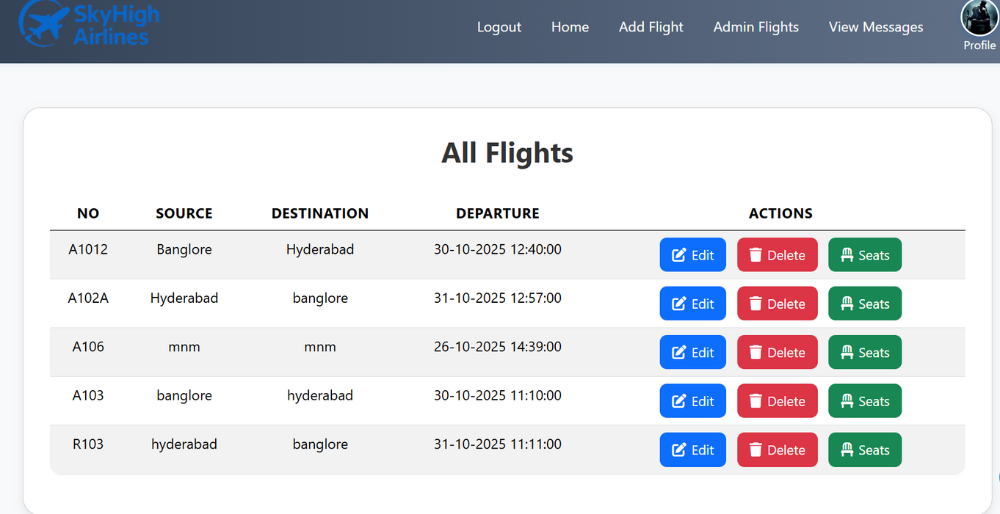 SkyHigh
Airlines
Logout Home Add Flight Admin Flights View Messages
Profile
All Flights
NO SOURCE DESTINATION DEPARTURE ACTIONS
A1012 Banglore Hyderabad 30-10-2025 12:40:00 Edit Delete Seats
A102A Hyderabad banglore 31-10-2025 12:57:00 Edit Delete Seats
A106 mnm mnm 26-10-2025 14:39:00 Edit Delete Seats
A103 banglore hyderabad 30-10-2025 11:10:00 Edit Delete Seats
R103 hyderabad banglore 31-10-2025 11:11:00 Edit Delete Seats